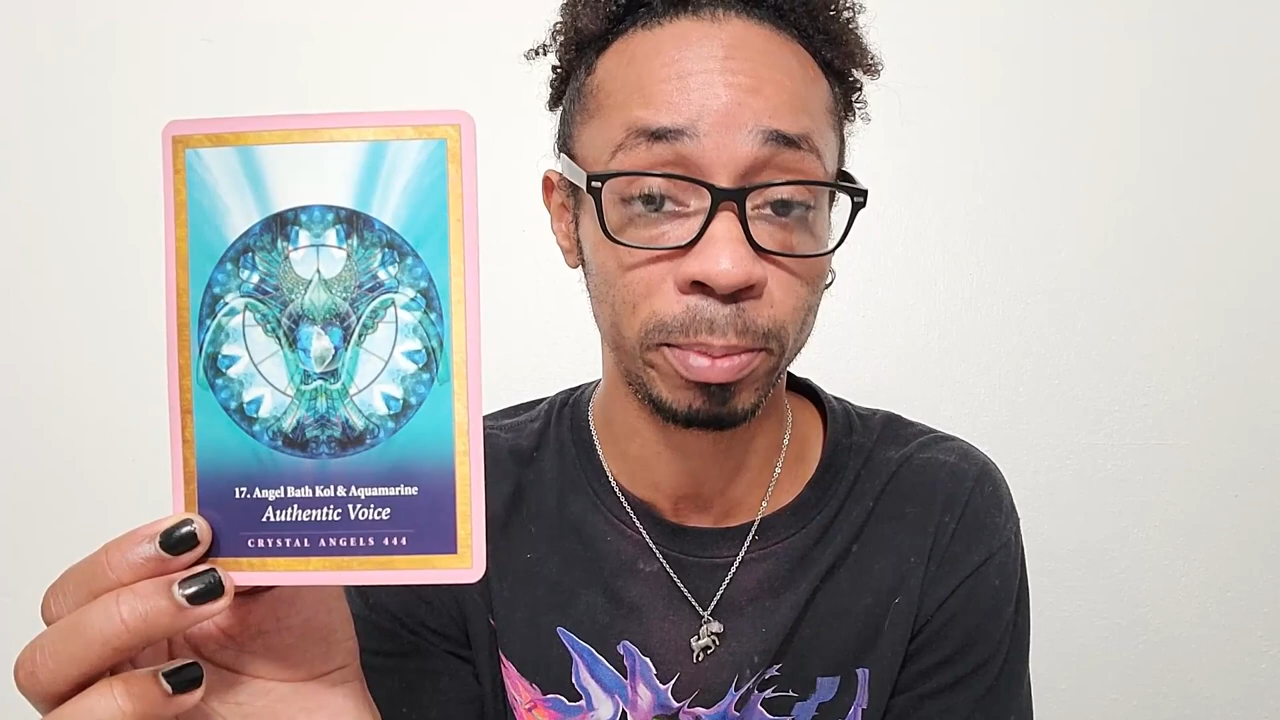 17. Angel Bath Kol & Aquamarine
Authentic Voice
CRYSTAL ANGELS 444